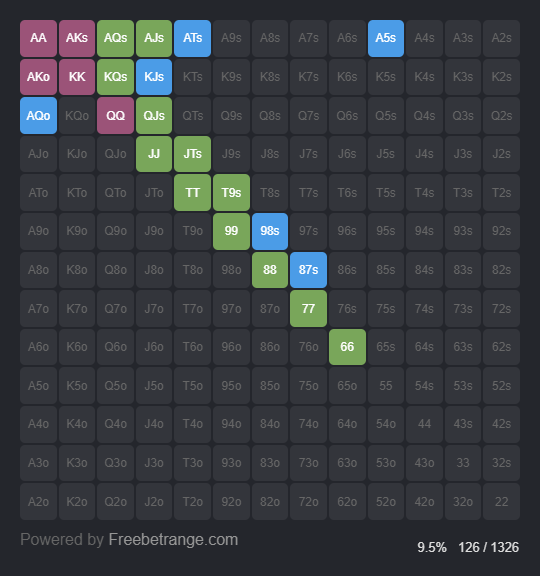 AA AKs AQs AJs ATs A9s A8s A7s A6s A5s A4s A3s A2s
AKo KK KQs KJs KTs K9s K8s K7s K6s K5s K4s K3s K2s
AQo KQo QQ QJs QTs Q9s Q8s Q7s Q6s Q5s Q4s Q3s Q2s
AJo KJo QJo JJ JTs J9s J8s J7s J6s J5s J4s J3s J2s
ATo KTo QTo JTo TT T9s T8s T7s T6s T5s T4s T3s T2s
A9o K9o Q9o J9o T9o 99 98s 97s 96s 95s 94s 93s 92s
A8o K8o Q8o J8o T8o 98o 88 87s 86s 85s 84s 83s 82s
A7o K7o Q7o J7o T7o 97o 87o 77 76s 75s 74s 73s 72s
A6o K6o Q6o J6o T6o 96o 86o 76o 66 65s 64s 63s 62s
A5o K5o Q5o J5o T5o 95o 85o 75o 65o 55 54s 53s 52s
A4o K4o Q4o J4o T4o 94o 84o 74o 64o 54o 44 43s 42s
A3o K3o Q3o J3o T3o 93o 83o 73o 63o 53o 43o 33 32s
A2o K2o Q2o J2o T2o 92o 82o 72o 62o 52o 42o 32o 22
Powered by Freebetrange.com
9.5% 126 / 1326